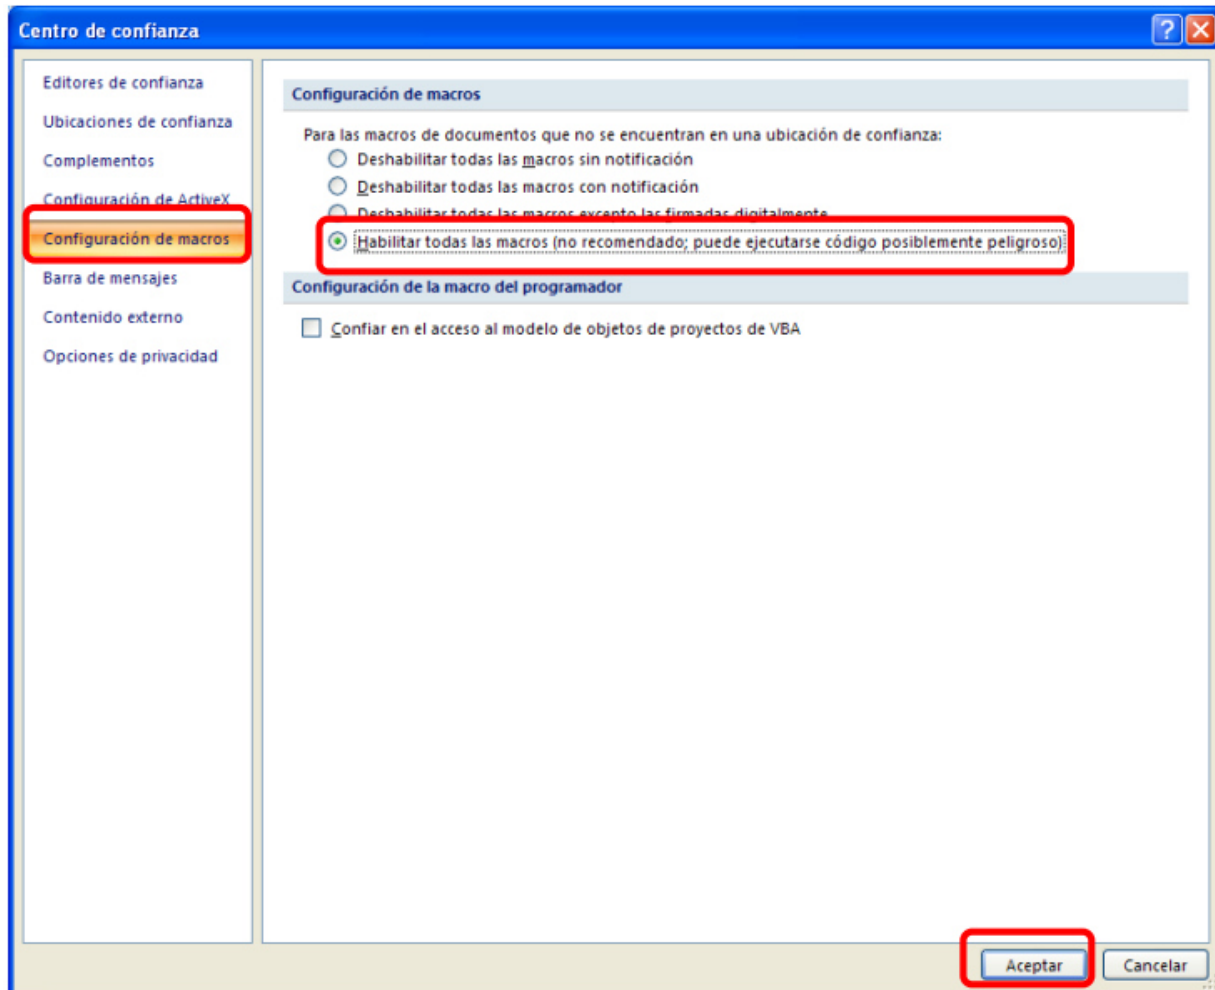 Centro de confianza
Editores de confianza
Ubicaciones de confianza
Complementos
Configuración de ActiveX
Configuración de macros
Barra de mensajes
Contenido externo
Opciones de privacidad
Configuración de macros
Para las macros de documentos que no se encuentran en una ubicación de confianza:
Deshabilitar todas las macros sin notificación
Deshabilitar todas las macros con notificación
Deshabilitar todas las macros excepto las firmadas digitalmente
Habilitar todas las macros (no recomendado; puede ejecutarse código posiblemente peligroso)
Configuración de la macro del programador
Confiar en el acceso al modelo de objetos de proyectos de VBA
Aceptar
Cancelar